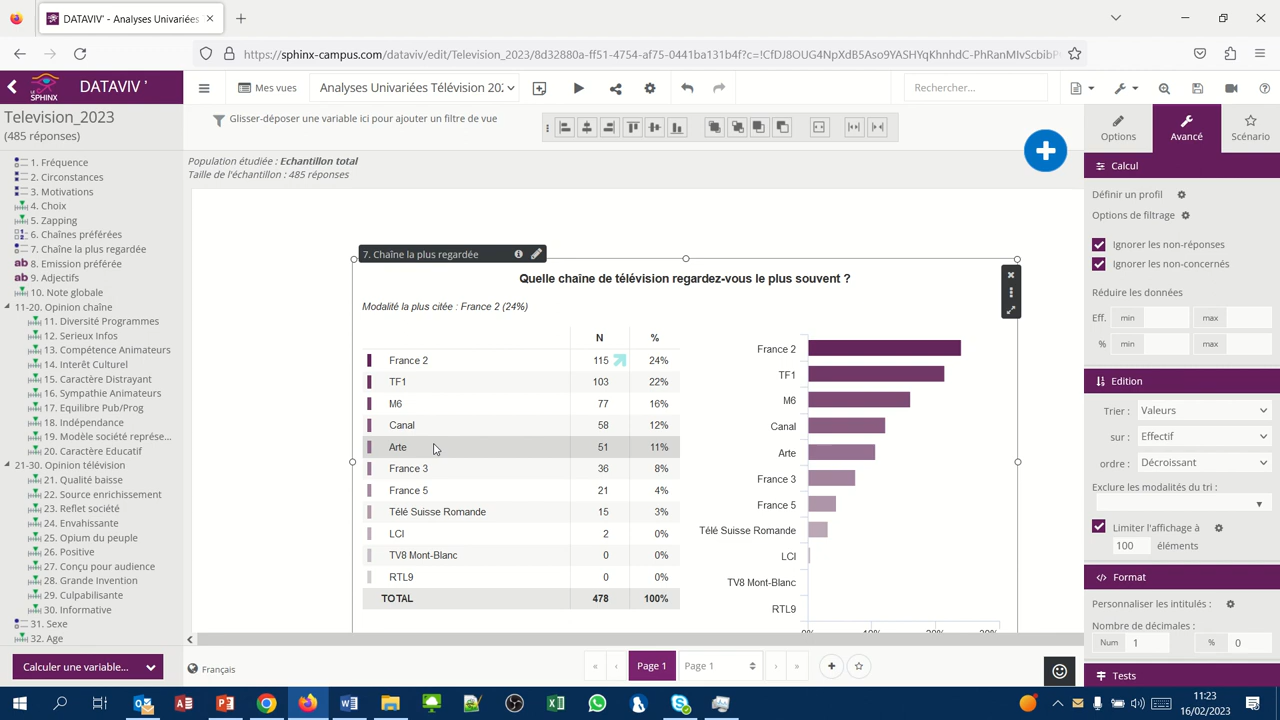 DATAVIV' - Analyses Univariées
https://sphinx-campus.com/dataviv/edit/Television_2023/8d32880a-ff51-4754-af75-0441ba131b4f?c=!CfDJ8OUG4NpXdB5Aso9YASHYqKhnhdC-PhRanMIvScbibP
LE SPHINX
DATAVIV '
Mes vues
Analyses Univariées Télévision 202
Rechercher...
Television_2023
(485 réponses)
Glisser-déposer une variable ici pour ajouter un filtre de vue
Population étudiée : Echantillon total
Taille de l'échantillon : 485 réponses
1. Fréquence
2. Circonstances
3. Motivations
4. Choix
5. Zapping
6. Chaînes préférées
7. Chaîne la plus regardée
8. Emission préférée
9. Adjectifs
10. Note globale
11-20. Opinion chaîne
11. Diversité Programmes
12. Serieux Infos
13. Compétence Animateurs
14. Interêt Culturel
15. Caractère Distrayant
16. Sympathie Animateurs
17. Equilibre Pub/Prog
18. Indépendance
19. Modèle société représe...
20. Caractère Educatif
21-30. Opinion télévision
21. Qualité baisse
22. Source enrichissement
23. Reflet société
24. Envahissante
25. Opium du peuple
26. Positive
27. Conçu pour audience
28. Grande Invention
29. Culpabilisante
30. Informative
31. Sexe
32. Age
Calculer une variable...
7. Chaîne la plus regardée
Quelle chaîne de télévision regardez-vous le plus souvent ?
Modalité la plus citée : France 2 (24%)
N %
France 2 115 24%
TF1 103 22%
M6 77 16%
Canal 58 12%
Arte 51 11%
France 3 36 8%
France 5 21 4%
Télé Suisse Romande 15 3%
LCI 2 0%
TV8 Mont-Blanc 0 0%
RTL9 0 0%
TOTAL 478 100%
France 2
TF1
M6
Canal
Arte
France 3
France 5
Télé Suisse Romande
LCI
TV8 Mont-Blanc
RTL9
Options
Avancé
Scénario
Calcul
Définir un profil
Options de filtrage
Ignorer les non-réponses
Ignorer les non-concernés
Réduire les données
Eff. min max
% min max
Edition
Trier : Valeurs
sur : Effectif
ordre : Décroissant
Exclure les modalités du tri :
Limiter l'affichage à
100 éléments
Format
Personnaliser les intitulés :
Nombre de décimales :
Num 1 % 0
Tests
Français
Page 1
Page 1
11:23
16/02/2023